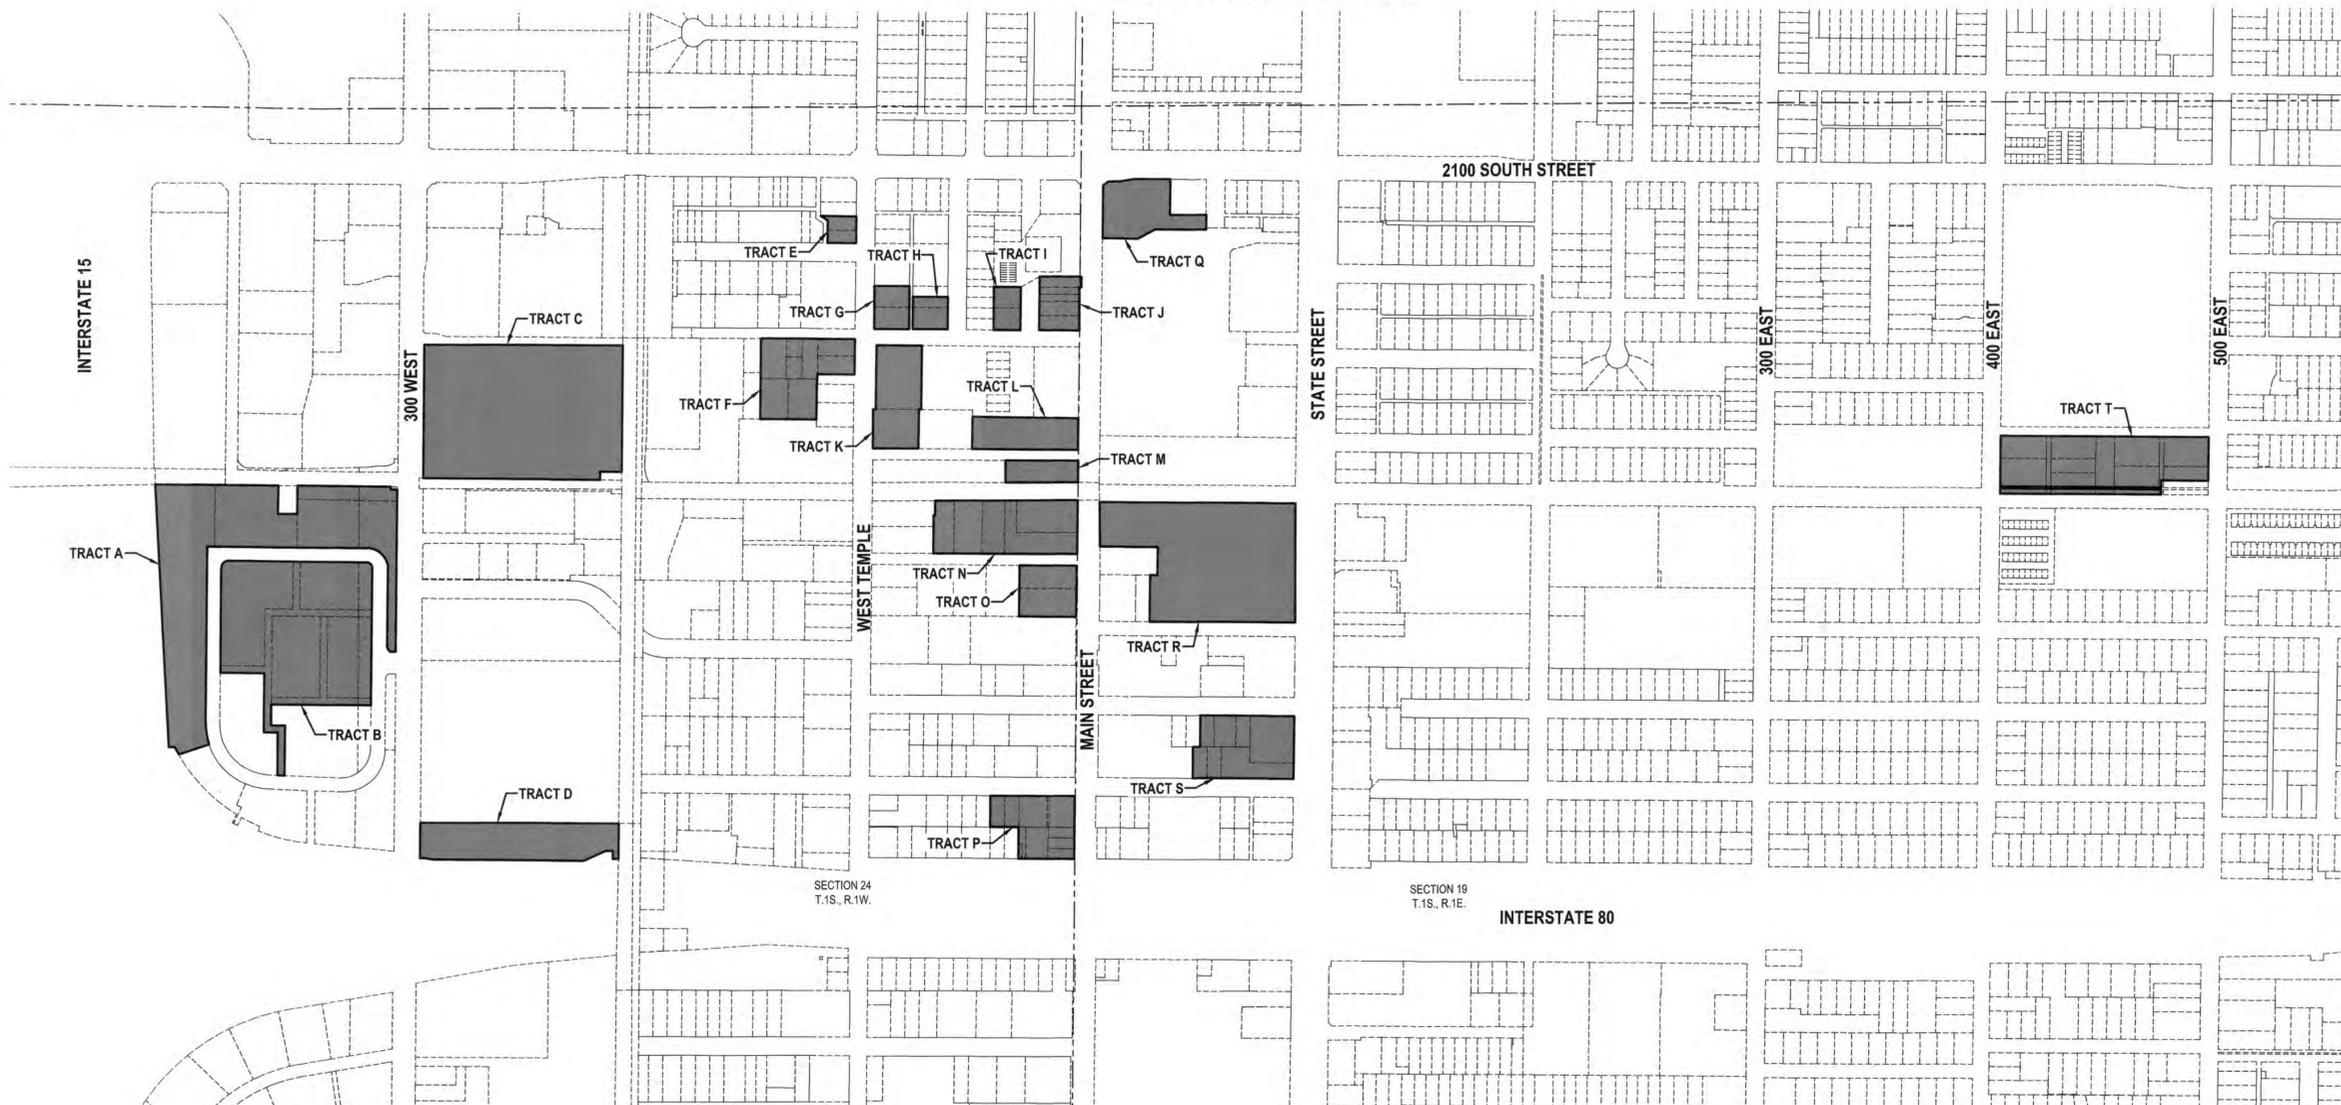 2100 SOUTH STREET
TRACT E
TRACT H
TRACT I
TRACT Q
INTERSTATE 15
TRACT C
TRACT G
TRACT J
300 WEST
STATE STREET
300 EAST
400 EAST
500 EAST
TRACT F
TRACT L
TRACT T
TRACT K
TRACT M
TRACT A
WEST TEMPLE
TRACT N
TRACT O
TRACT R
MAIN STREET
TRACT B
TRACT D
TRACT S
TRACT P
SECTION 24
T.1S., R.1W.
SECTION 19
T.1S., R.1E.
INTERSTATE 80